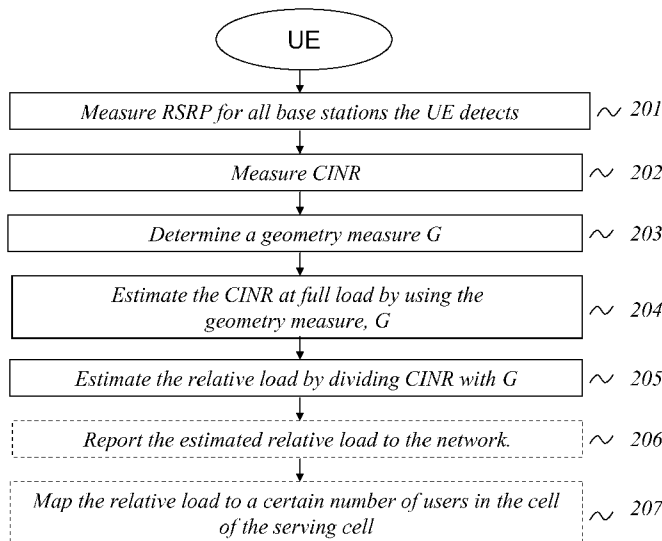 UE
Measure RSRP for all base stations the UE detects
201
Measure CINR
202
Determine a geometry measure G
203
Estimate the CINR at full load by using the
geometry measure, G
204
Estimate the relative load by dividing CINR with G
205
Report the estimated relative load to the network.
206
Map the relative load to a certain number of users in the cell
of the serving cell
207